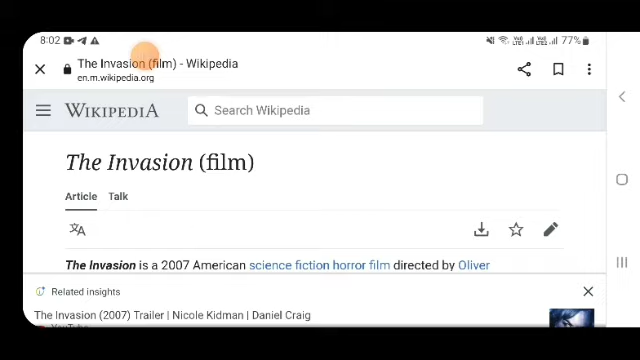 8:02 77%
The Invasion (film) - Wikipedia
en.m.wikipedia.org
WIKIPEDIA Search Wikipedia
The Invasion (film)
Article Talk
The Invasion is a 2007 American science fiction horror film directed by Oliver
Related insights
The Invasion (2007) Trailer | Nicole Kidman | Daniel Craig
YouTube